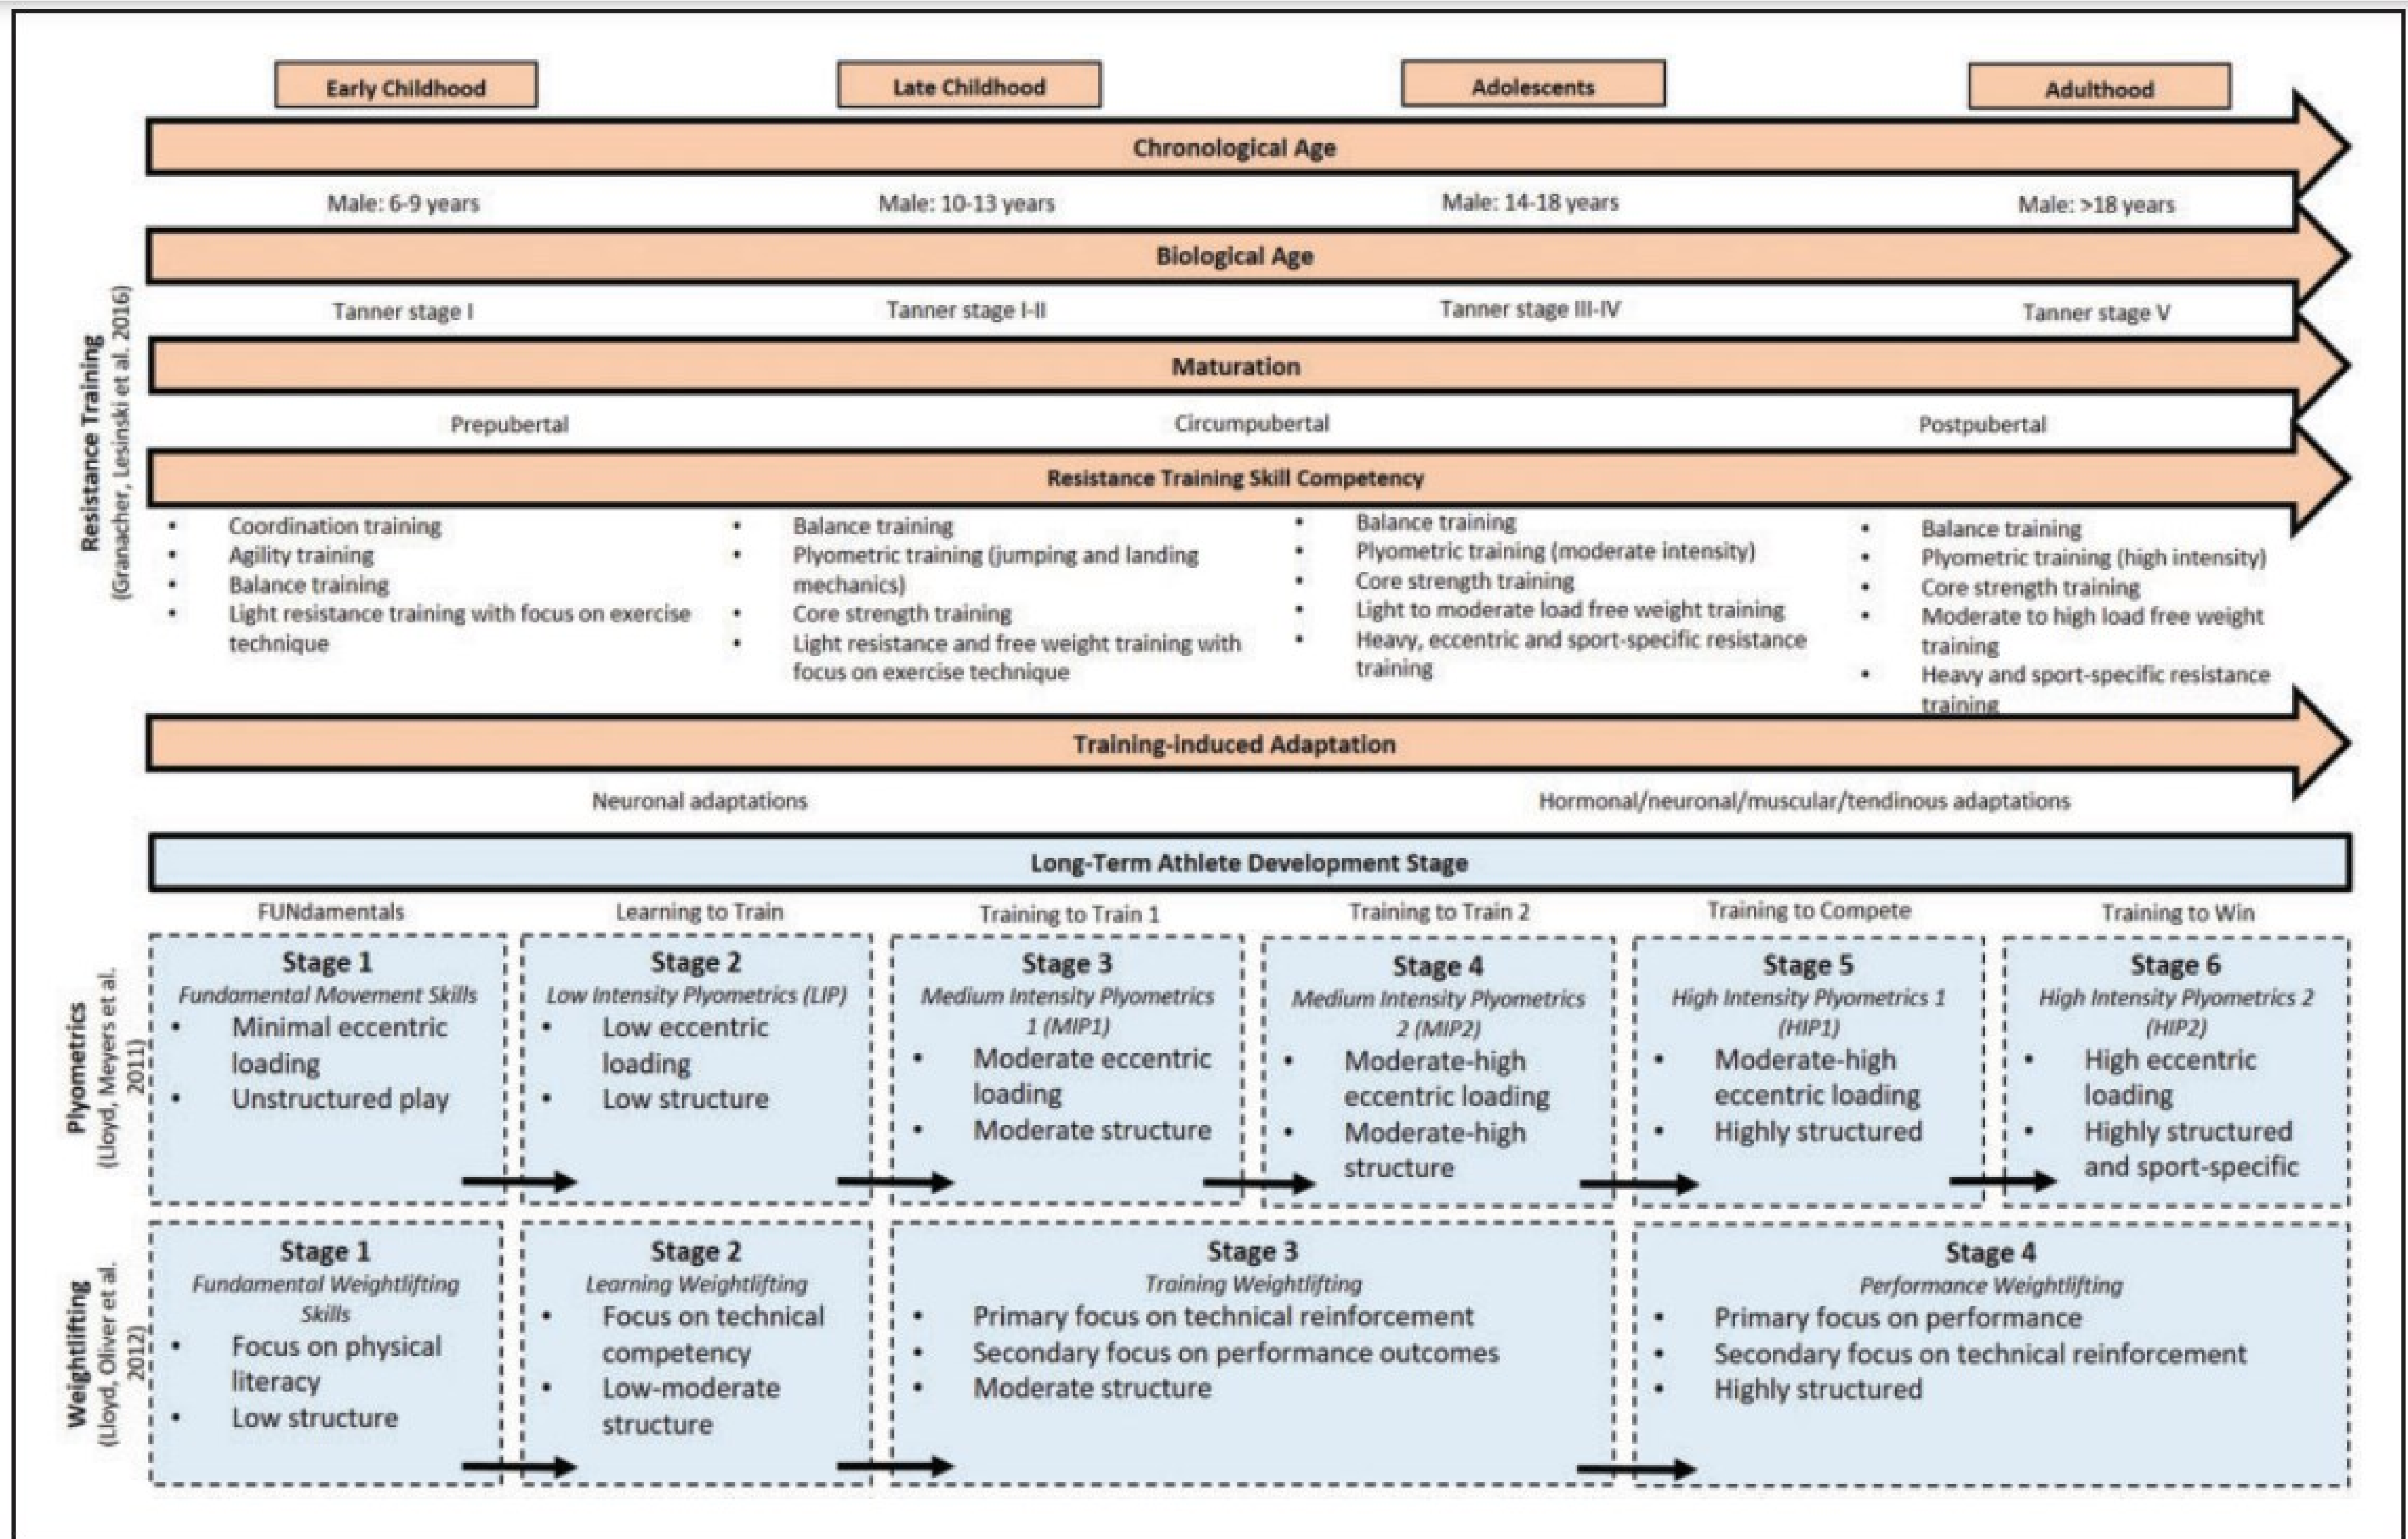 Early Childhood
Late Childhood
Adolescents
Adulthood
Chronological Age
Male: 6-9 years
Male: 10-13 years
Male: 14-18 years
Male: >18 years
Biological Age
Tanner stage I
Tanner stage I-II
Tanner stage III-IV
Tanner stage V
Maturation
Prepubertal
Circumpubertal
Postpubertal
Resistance Training Skill Competency
Resistance Training
(Granacher, Lesinski et al. 2016)
• Coordination training
• Agility training
• Balance training
• Light resistance training with focus on exercise
technique
• Balance training
• Plyometric training (jumping and landing
mechanics)
• Core strength training
• Light resistance and free weight training with
focus on exercise technique
• Balance training
• Plyometric training (moderate intensity)
• Core strength training
• Light to moderate load free weight training
• Heavy, eccentric and sport-specific resistance
training
• Balance training
• Plyometric training (high intensity)
• Core strength training
• Moderate to high load free weight
training
• Heavy and sport-specific resistance
training
Training-induced Adaptation
Neuronal adaptations
Hormonal/neuronal/muscular/tendinous adaptations
Long-Term Athlete Development Stage
FUNdamentals
Learning to Train
Training to Train 1
Training to Train 2
Training to Compete
Training to Win
Plyometrics
(Lloyd, Meyers et al.
2011)
Stage 1
Fundamental Movement Skills
• Minimal eccentric
loading
• Unstructured play
Stage 2
Low Intensity Plyometrics (LIP)
• Low eccentric
loading
• Low structure
Stage 3
Medium Intensity Plyometrics
1 (MIP1)
• Moderate eccentric
loading
• Moderate structure
Stage 4
Medium Intensity Plyometrics
2 (MIP2)
• Moderate-high
eccentric loading
• Moderate-high
structure
Stage 5
High Intensity Plyometrics 1
(HIP1)
• Moderate-high
eccentric loading
• Highly structured
Stage 6
High Intensity Plyometrics 2
(HIP2)
• High eccentric
loading
• Highly structured
and sport-specific
Weightlifting
(Lloyd, Oliver et al.
2012)
Stage 1
Fundamental Weightlifting
Skills
• Focus on physical
literacy
• Low structure
Stage 2
Learning Weightlifting
• Focus on technical
competency
• Low-moderate
structure
Stage 3
Training Weightlifting
• Primary focus on technical reinforcement
• Secondary focus on performance outcomes
• Moderate structure
Stage 4
Performance Weightlifting
• Primary focus on performance
• Secondary focus on technical reinforcement
• Highly structured